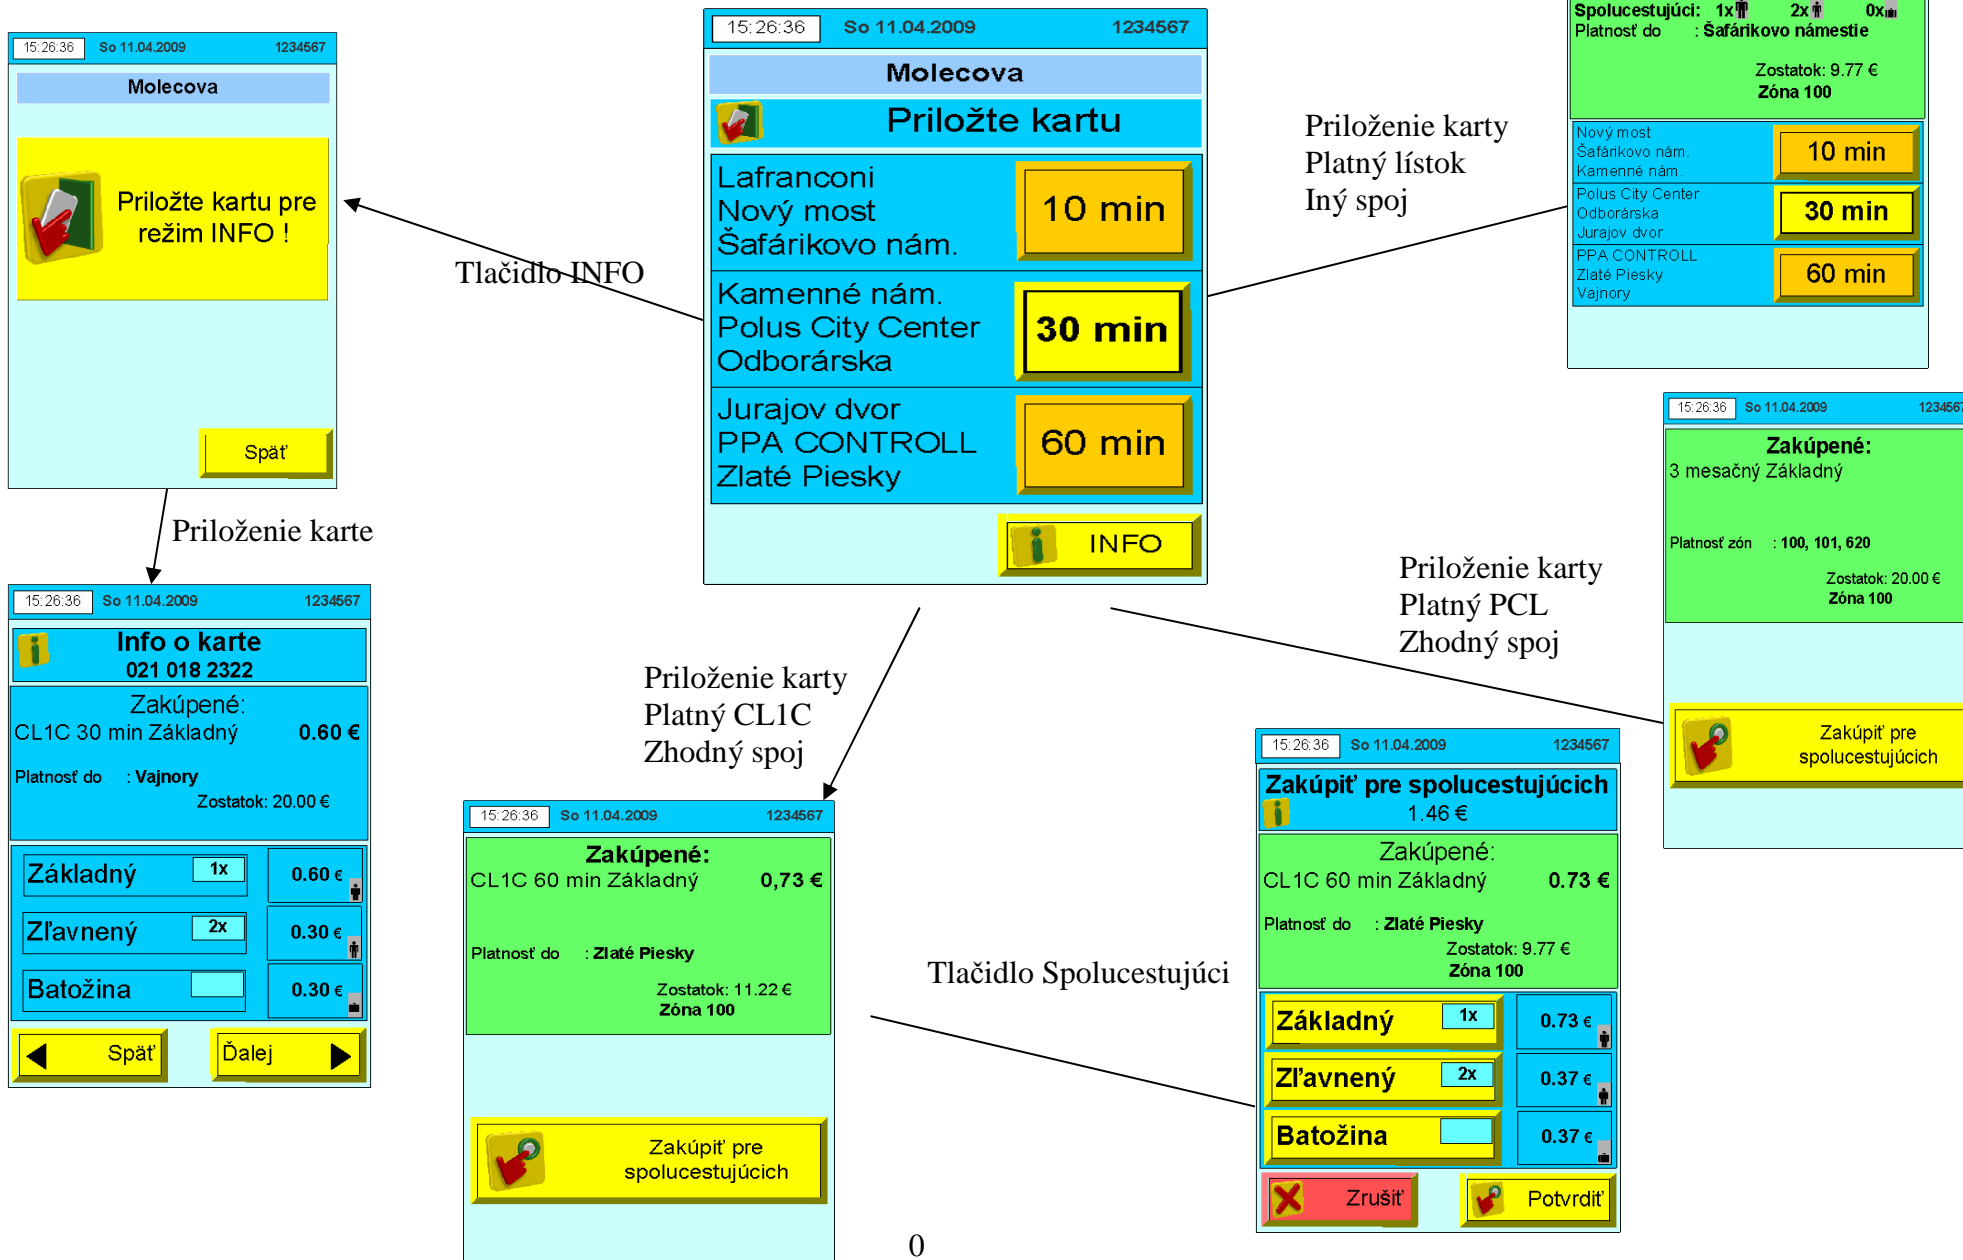 15:26:36 So 11.04.2009 1234567
Molecova
Priložte kartu pre
režim INFO !
Späť
Tlačidlo INFO
15:26:36 So 11.04.2009 1234567
Molecova
Priložte kartu
Lafranconi
Nový most
Šafárikovo nám.
10 min
Kamenné nám.
Polus City Center
Odborárska
30 min
Jurajov dvor
PPA CONTROLL
Zlaté Piesky
60 min
INFO
Priloženie karty
Platný lístok
Iný spoj
Spolucestujúci: 1x 2x 0x
Platnosť do : Šafárikovo námestie
Zostatok: 9.77 €
Zóna 100
Nový most
Šafárikovo nám.
Kamenné nám.
10 min
Polus City Center
Odborárska
Jurajov dvor
30 min
PPA CONTROLL
Zlaté Piesky
Vajnory
60 min
Priloženie karty
Platný PCL
Zhodný spoj
15:26:36 So 11.04.2009 1234567
Zakúpené:
3 mesačný Základný
Platnosť zón : 100, 101, 620
Zostatok: 20.00 €
Zóna 100
Zakúpiť pre
spolucestujúcich
Priloženie karte
15:26:36 So 11.04.2009 1234567
Info o karte
021 018 2322
Zakúpené:
CL1C 30 min Základný 0.60 €
Platnosť do : Vajnory
Zostatok: 20.00 €
Základný 1x 0.60 €
Zľavnený 2x 0.30 €
Batožina 0.30 €
Späť Ďalej
Priloženie karty
Platný CL1C
Zhodný spoj
15:26:36 So 11.04.2009 1234567
Zakúpené:
CL1C 60 min Základný 0,73 €
Platnosť do : Zlaté Piesky
Zostatok: 11.22 €
Zóna 100
Zakúpiť pre
spolucestujúcich
Tlačidlo Spolucestujúci
15:26:36 So 11.04.2009 1234567
Zakúpiť pre spolucestujúcich
1.46 €
Zakúpené:
CL1C 60 min Základný 0.73 €
Platnosť do : Zlaté Piesky
Zostatok: 9.77 €
Zóna 100
Základný 1x 0.73 €
Zľavnený 2x 0.37 €
Batožina 0.37 €
Zrušiť Potvrdiť
0